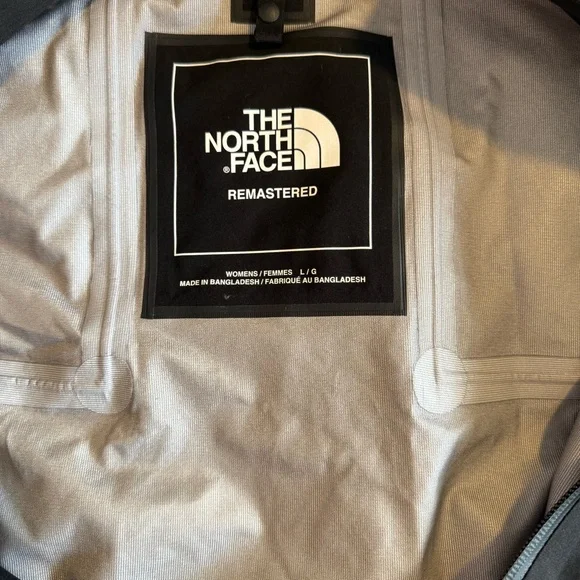 THE
NORTH
®FACE
REMASTERED
WOMENS / FEMMES L / G
MADE IN BANGLADESH / FABRIQUÉ AU BANGLADESH